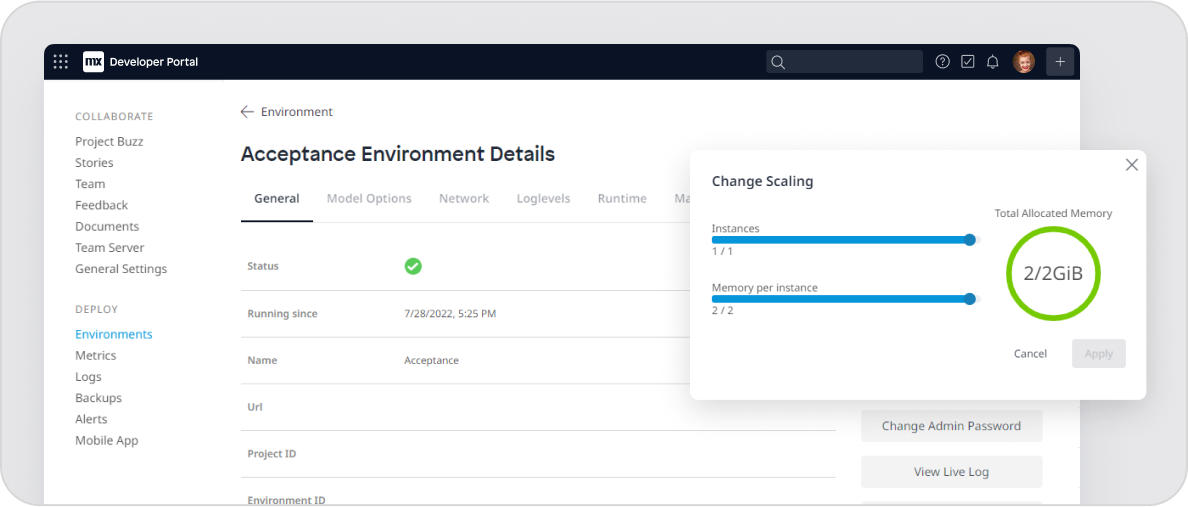 mx Developer Portal
COLLABORATE
Project Buzz
Stories
Team
Feedback
Documents
Team Server
General Settings
DEPLOY
Environments
Metrics
Logs
Backups
Alerts
Mobile App
Environment
Acceptance Environment Details
General Model Options Network Loglevels Runtime Ma
Status
Running since 7/28/2022, 5:25 PM
Name Acceptance
Url
Project ID
Environment ID
Change Scaling
Instances
1 / 1
Memory per instance
2 / 2
Total Allocated Memory
2/2GiB
Cancel Apply
Change Admin Password
View Live Log